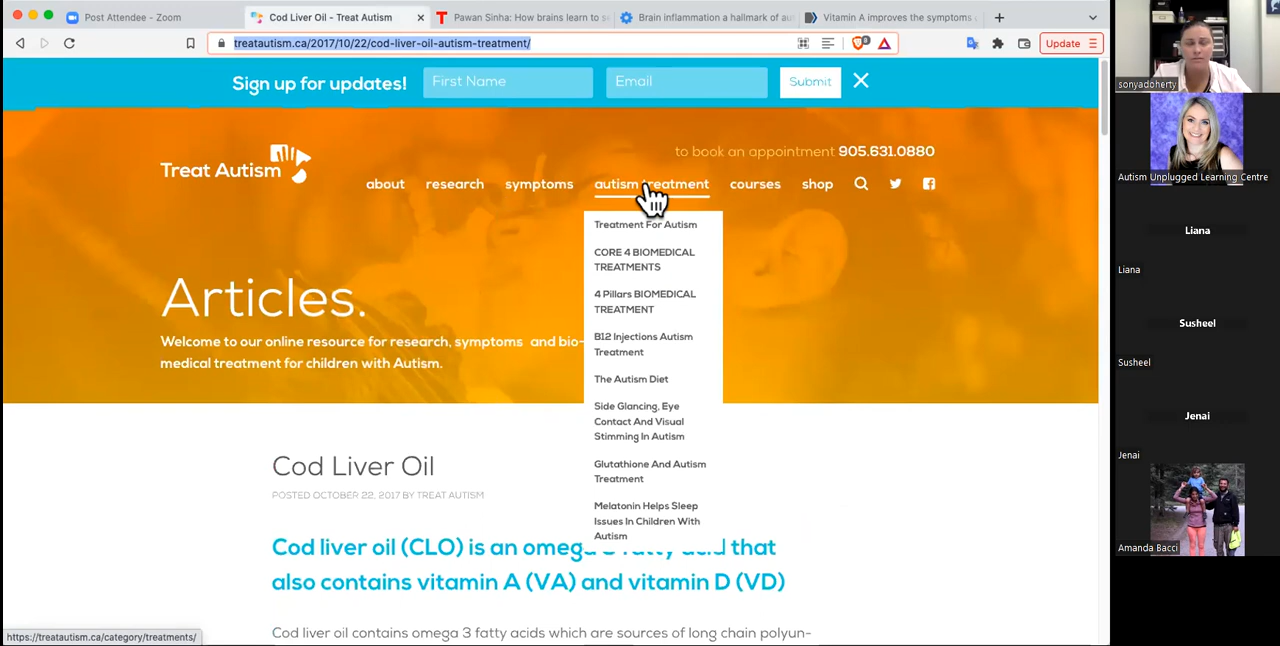 Post Attendee - Zoom
Cod Liver Oil - Treat Autism
Pawan Sinha: How brains learn to s
Brain inflammation a hallmark of au
Vitamin A improves the symptoms
treatautism.ca/2017/10/22/cod-liver-oil-autism-treatment/
Update
Sign up for updates!
First Name
Email
Submit
to book an appointment 905.631.0880
Treat Autism
about
research
symptoms
autism treatment
courses
shop
Treatment For Autism
CORE 4 BIOMEDICAL
TREATMENTS
4 Pillars BIOMEDICAL
TREATMENT
B12 Injections Autism
Treatment
The Autism Diet
Side Glancing, Eye
Contact And Visual
Stimming In Autism
Glutathione And Autism
Treatment
Melatonin Helps Sleep
Issues In Children With
Autism
Articles.
Welcome to our online resource for research, symptoms and bio-
medical treatment for children with Autism.
Cod Liver Oil
POSTED OCTOBER 22, 2017 BY TREAT AUTISM
Cod liver oil (CLO) is an omega 3 fatty acid that
also contains vitamin A (VA) and vitamin D (VD)
Cod liver oil contains omega 3 fatty acids which are sources of long chain polyun-
https://treatautism.ca/category/treatments/
sonyadoherty
Autism Unplugged Learning Centre
Liana
Liana
Susheel
Susheel
Jenai
Jenai
Amanda Bacci